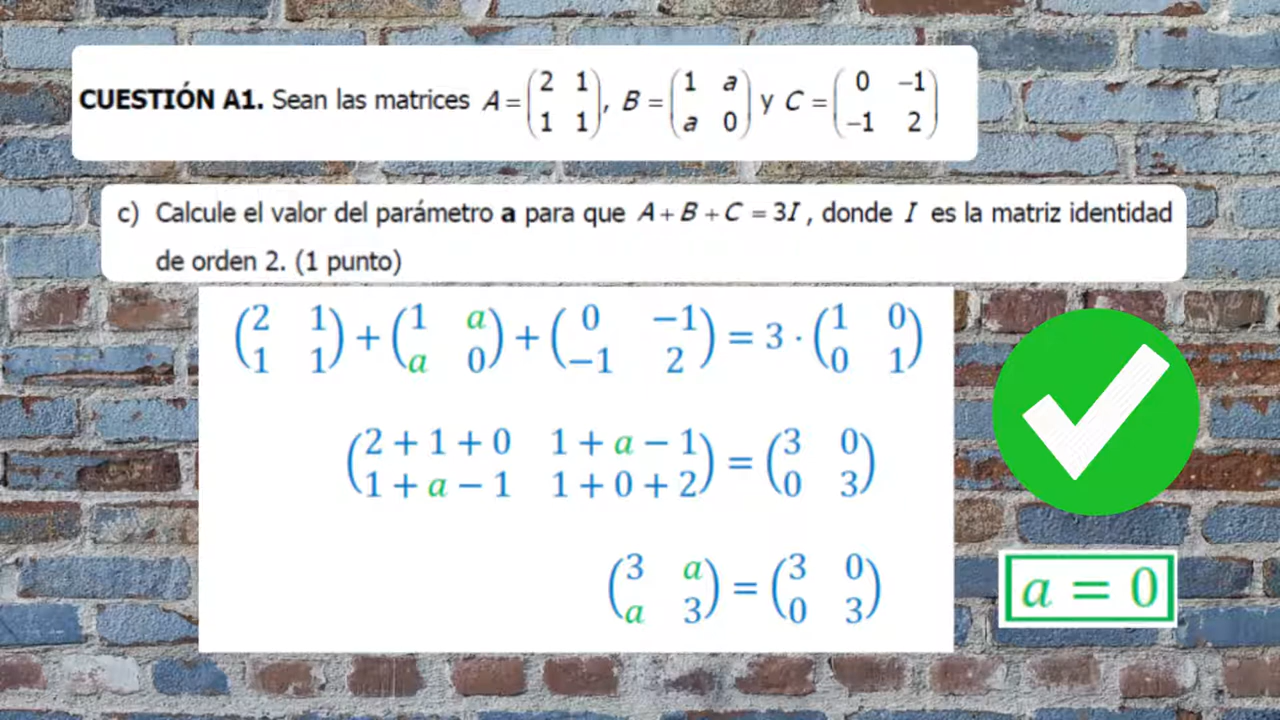 CUESTIÓN A1. Sean las matrices A = (2 1; 1 1), B = (1 a; a 0) y C = (0 −1; −1 2)
c) Calcule el valor del parámetro a para que A + B + C = 3I, donde I es la matriz identidad
de orden 2. (1 punto)
(2 1; 1 1) + (1 a; a 0) + (0 −1; −1 2) = 3 · (1 0; 0 1)
(2 + 1 + 0 1 + a − 1; 1 + a − 1 1 + 0 + 2) = (3 0; 0 3)
(3 a; a 3) = (3 0; 0 3)
a = 0